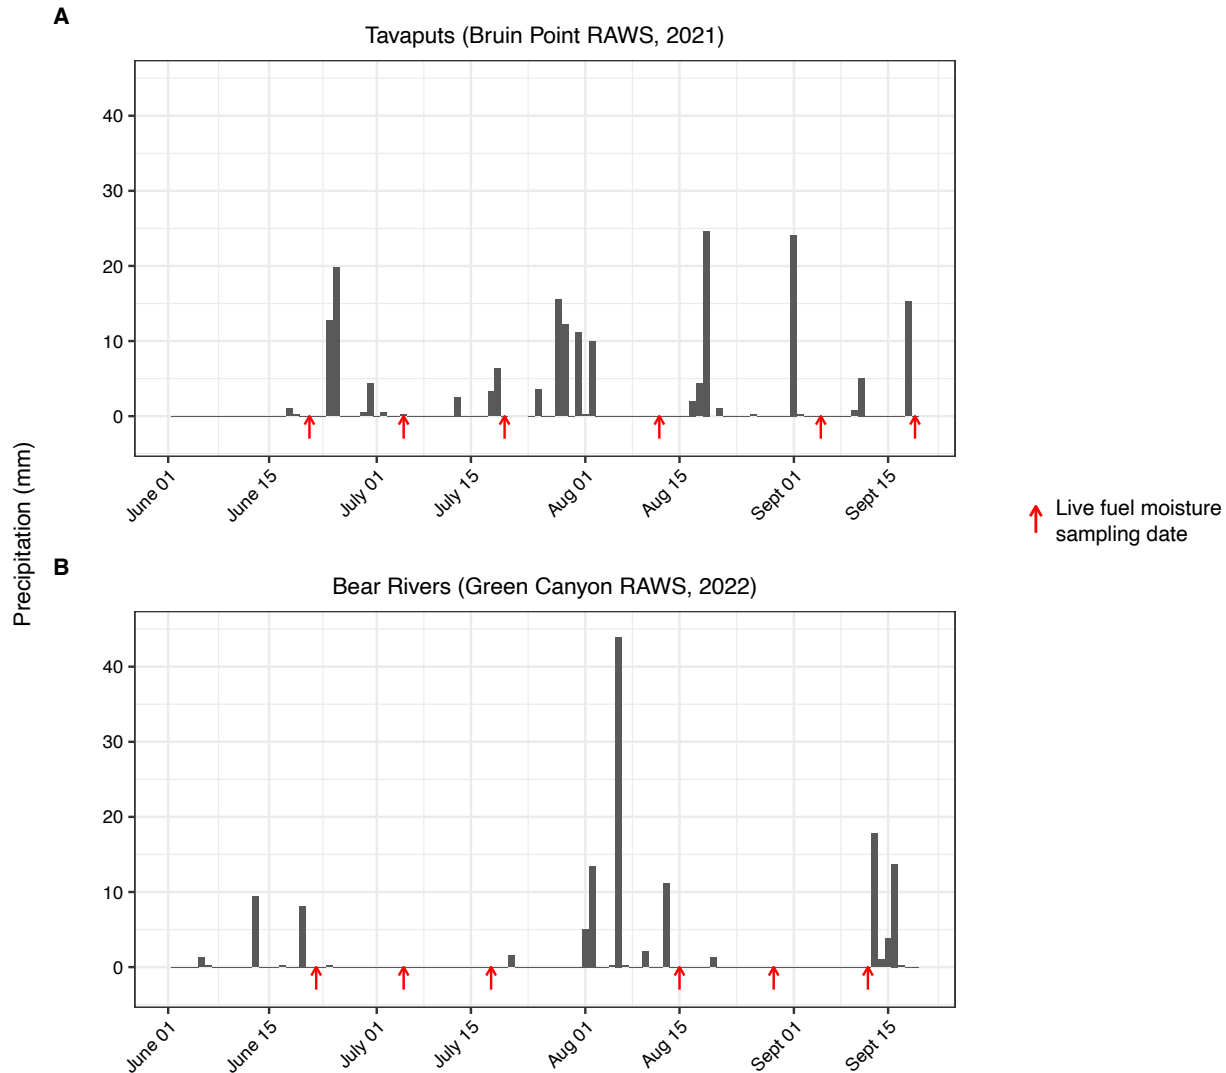 A
Tavaputs (Bruin Point RAWS, 2021)
40
30
20
10
0
June 01
June 15
July 01
July 15
Aug 01
Aug 15
Sept 01
Sept 15
Precipitation (mm)
Live fuel moisture
sampling date
B
Bear Rivers (Green Canyon RAWS, 2022)
40
30
20
10
0
June 01
June 15
July 01
July 15
Aug 01
Aug 15
Sept 01
Sept 15